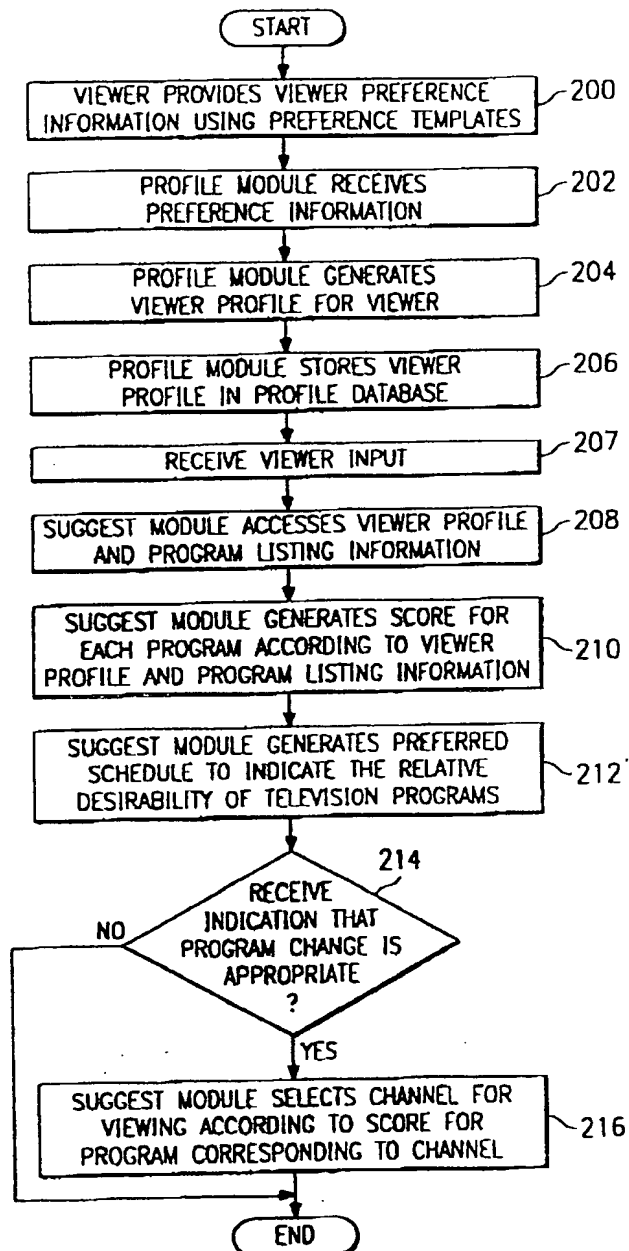 START
VIEWER PROVIDES VIEWER PREFERENCE
INFORMATION USING PREFERENCE TEMPLATES
200
PROFILE MODULE RECEIVES
PREFERENCE INFORMATION
202
PROFILE MODULE GENERATES
VIEWER PROFILE FOR VIEWER
204
PROFILE MODULE STORES VIEWER
PROFILE IN PROFILE DATABASE
206
RECEIVE VIEWER INPUT
207
SUGGEST MODULE ACCESSES VIEWER PROFILE
AND PROGRAM LISTING INFORMATION
208
SUGGEST MODULE GENERATES SCORE FOR
EACH PROGRAM ACCORDING TO VIEWER
PROFILE AND PROGRAM LISTING INFORMATION
210
SUGGEST MODULE GENERATES PREFERRED
SCHEDULE TO INDICATE THE RELATIVE
DESIRABILITY OF TELEVISION PROGRAMS
212
214
RECEIVE
INDICATION THAT
PROGRAM CHANGE IS
APPROPRIATE
?
NO
YES
SUGGEST MODULE SELECTS CHANNEL FOR
VIEWING ACCORDING TO SCORE FOR
PROGRAM CORRESPONDING TO CHANNEL
216
END